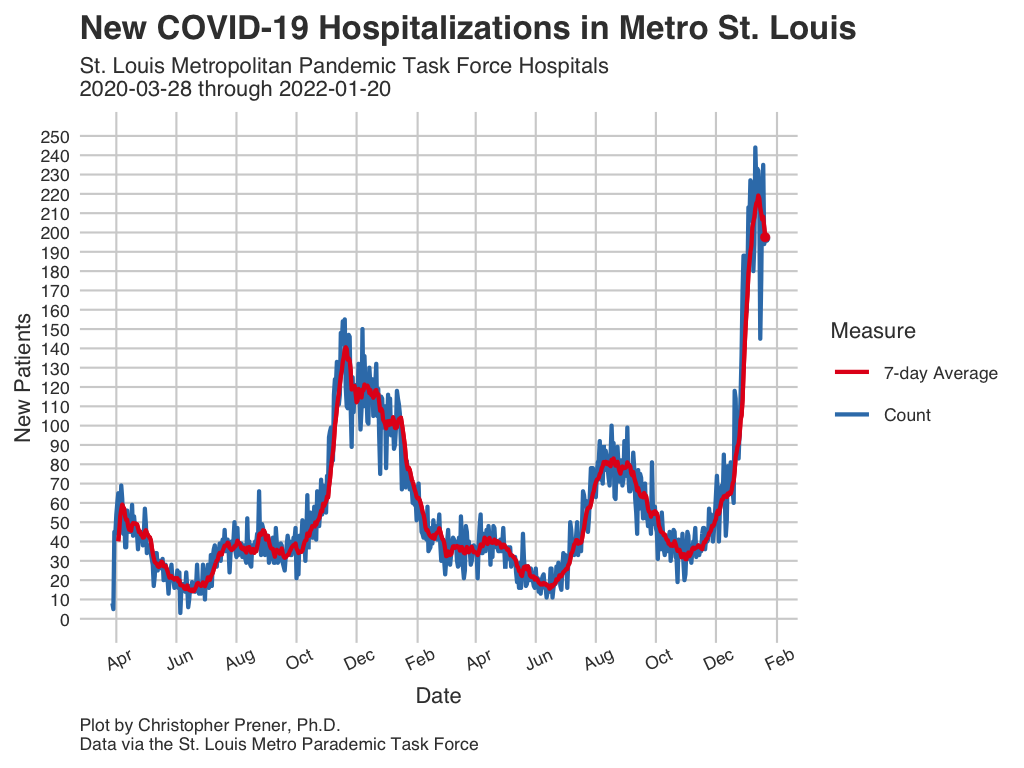 New COVID-19 Hospitalizations in Metro St. Louis
St. Louis Metropolitan Pandemic Task Force Hospitals
2020-03-28 through 2022-01-20
250
240
230
220
210
200
190
180
170
160
150
140
130
120
110
100
90
80
70
60
50
40
30
20
10
0
New Patients
Apr Jun Aug Oct Dec Feb Apr Jun Aug Oct Dec Feb
Date
Measure
7-day Average
Count
Plot by Christopher Prener, Ph.D.
Data via the St. Louis Metro Parademic Task Force